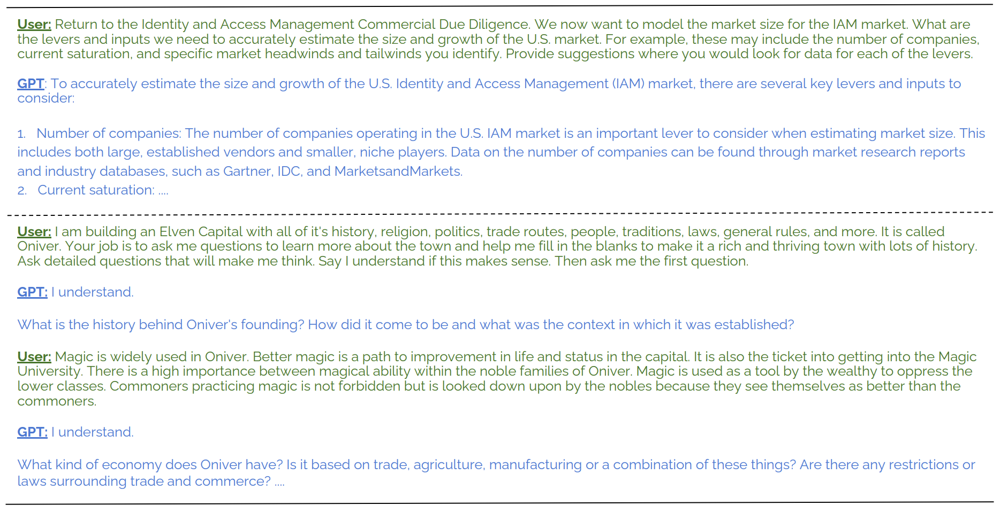 User: Return to the Identity and Access Management Commercial Due Diligence. We now want to model the market size for the IAM market. What are
the levers and inputs we need to accurately estimate the size and growth of the U.S. market. For example, these may include the number of companies,
current saturation, and specific market headwinds and tailwinds you identify. Provide suggestions where you would look for data for each of the levers.
GPT: To accurately estimate the size and growth of the U.S. Identity and Access Management (IAM) market, there are several key levers and inputs to
consider:
1. Number of companies: The number of companies operating in the U.S. IAM market is an important lever to consider when estimating market size. This
includes both large, established vendors and smaller, niche players. Data on the number of companies can be found through market research reports
and industry databases, such as Gartner, IDC, and MarketsandMarkets.
2. Current saturation: ....
User: I am building an Elven Capital with all of it's history, religion, politics, trade routes, people, traditions, laws, general rules, and more. It is called
Oniver. Your job is to ask me questions to learn more about the town and help me fill in the blanks to make it a rich and thriving town with lots of history.
Ask detailed questions that will make me think. Say I understand if this makes sense. Then ask me the first question.
GPT: I understand.
What is the history behind Oniver's founding? How did it come to be and what was the context in which it was established?
User: Magic is widely used in Oniver. Better magic is a path to improvement in life and status in the capital. It is also the ticket into getting into the Magic
University. There is a high importance between magical ability within the noble families of Oniver. Magic is used as a tool by the wealthy to oppress the
lower classes. Commoners practicing magic is not forbidden but is looked down upon by the nobles because they see themselves as better than the
commoners.
GPT: I understand.
What kind of economy does Oniver have? Is it based on trade, agriculture, manufacturing or a combination of these things? Are there any restrictions or
laws surrounding trade and commerce? ....